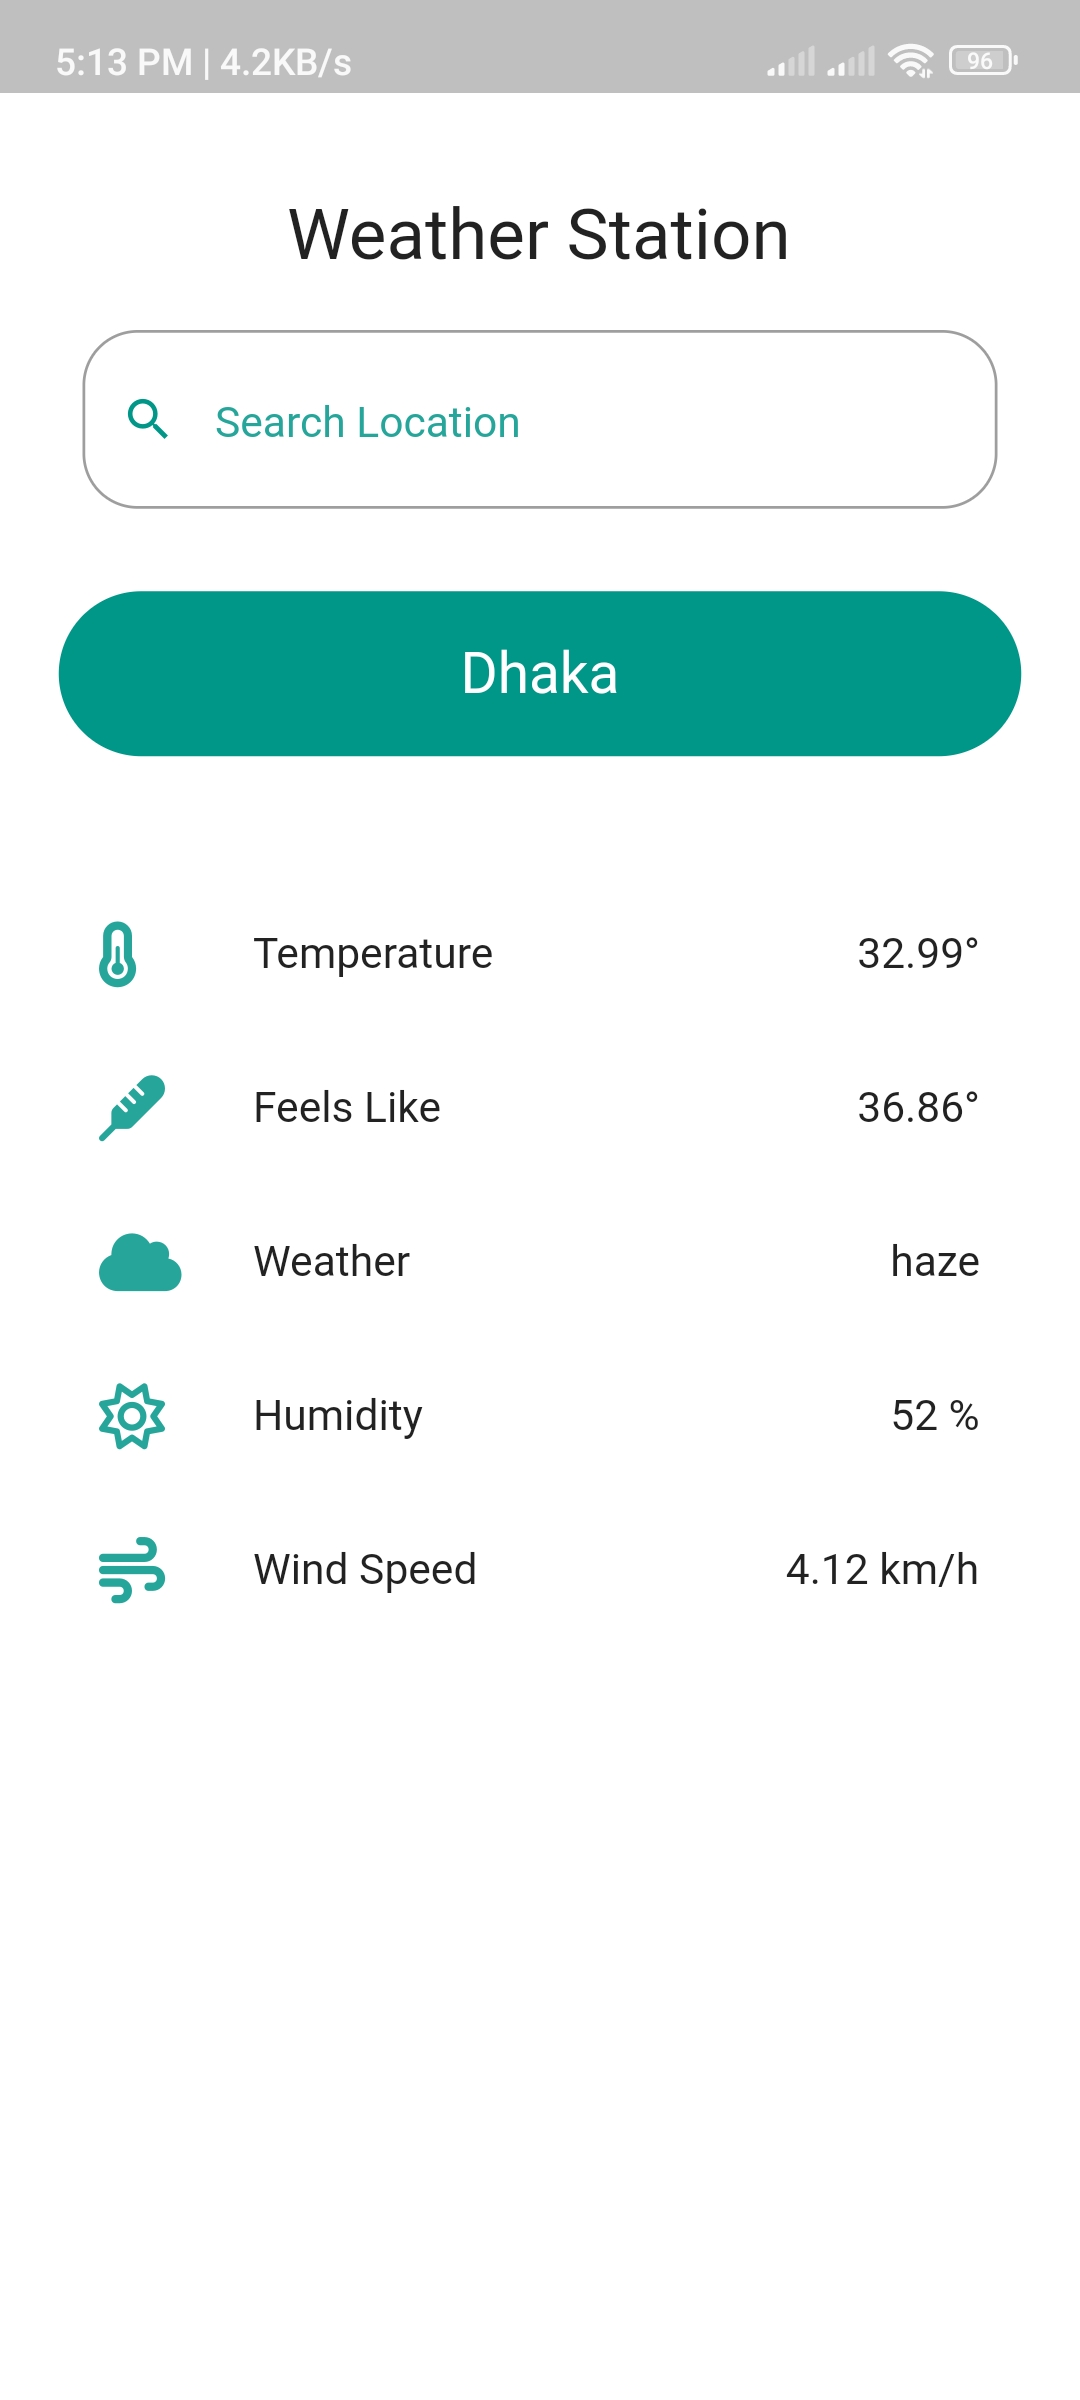 5:13 PM | 4.2KB/s 96
Weather Station
Search Location
Dhaka
Temperature 32.99°
Feels Like 36.86°
Weather haze
Humidity 52 %
Wind Speed 4.12 km/h